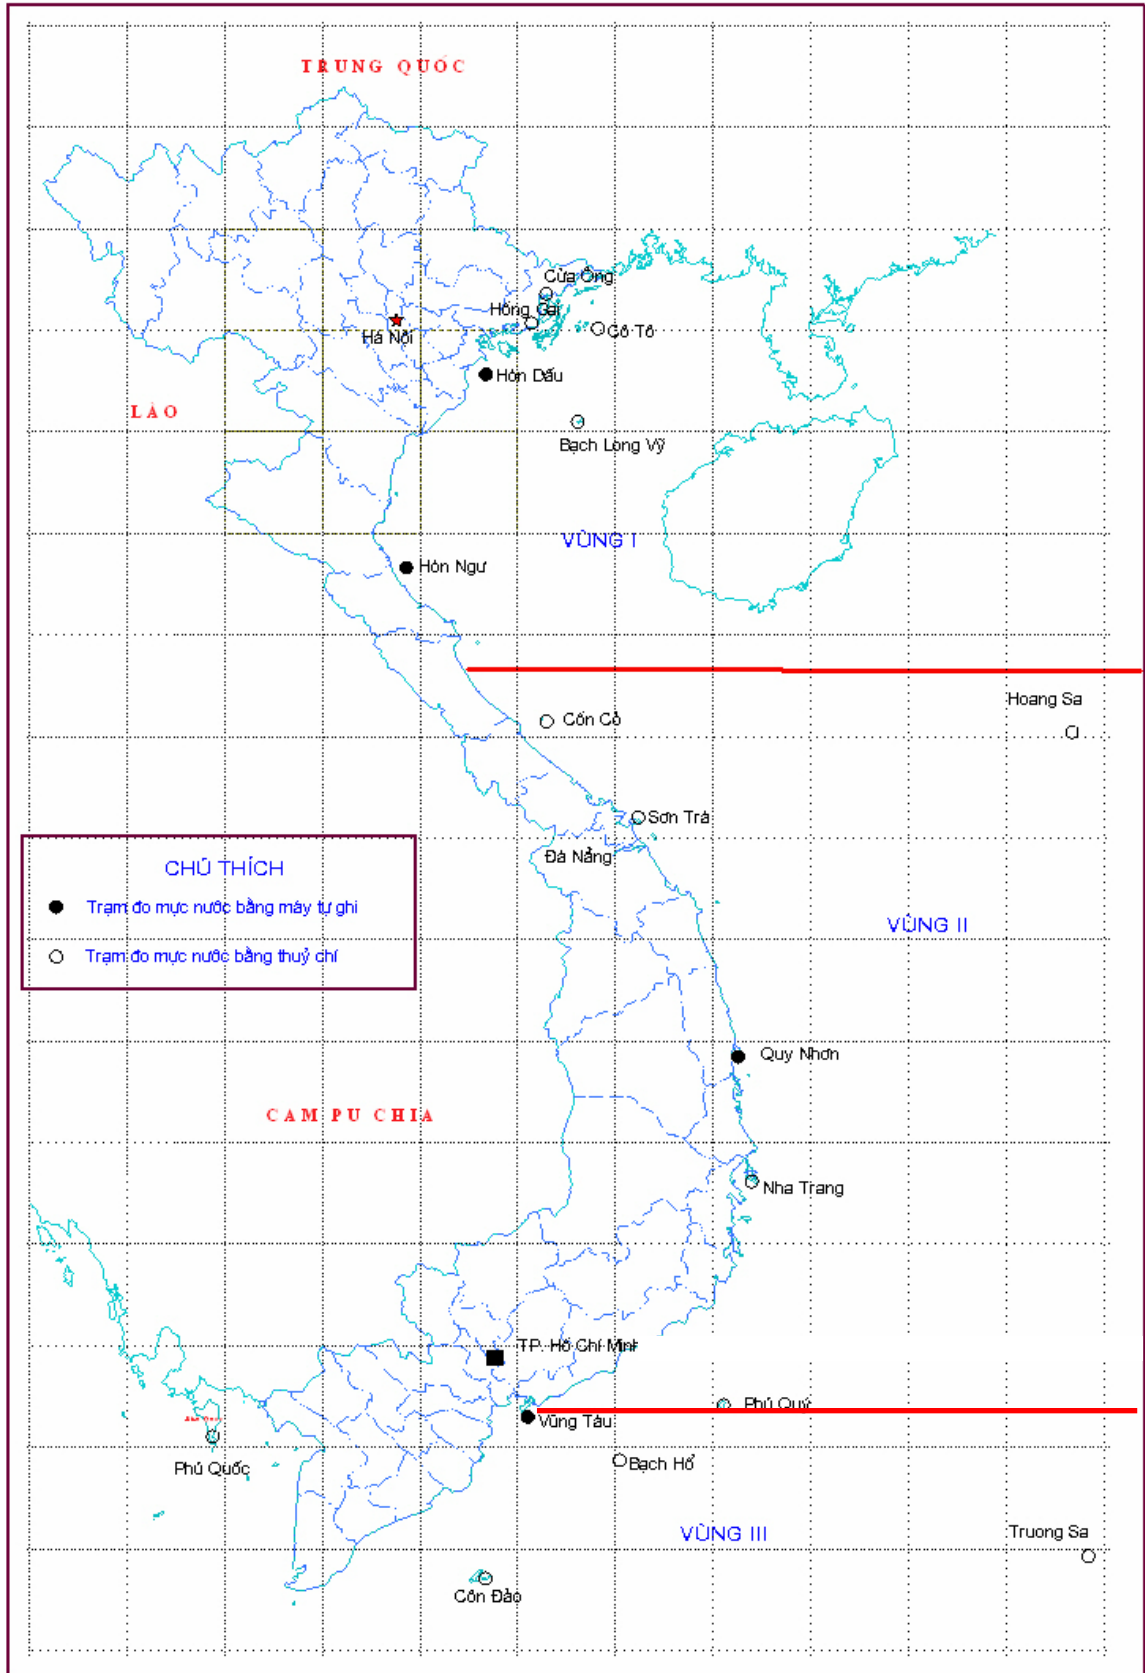 TRUNG QUỐC
Cửa Ông
Hòng Gai
Cô Tô
Hà Nội
Hòn Dấu
LÀO
Bạch Long Vỹ
VÙNG I
Hòn Ngư
Hoang Sa
Cồn Cỏ
Sơn Trà
Đà Nẵng
CHÚ THÍCH
Trạm đo mực nước bằng máy tự ghi
Trạm đo mực nước bằng thuỷ chí
VÙNG II
Quy Nhơn
CAM PU CHIA
Nha Trang
TP. Hồ Chí Minh
Phú Quý
Vũng Tàu
Phú Quốc
Bạch Hổ
VÙNG III
Truong Sa
Côn Đảo